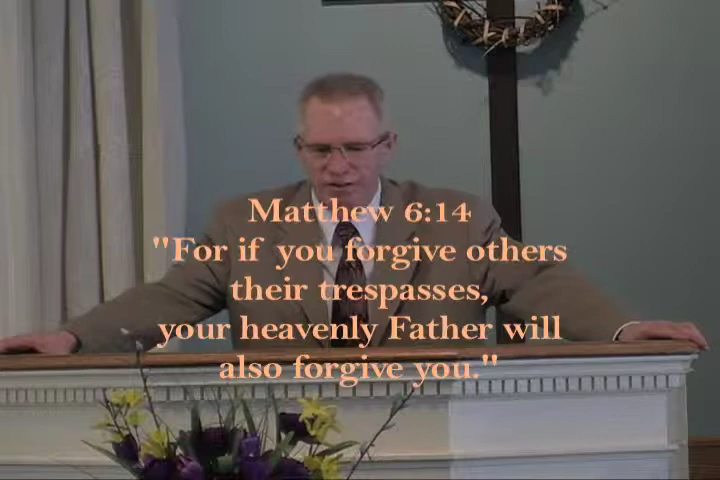 Matthew 6:14
"For if you forgive others
their trespasses,
your heavenly Father will
also forgive you."